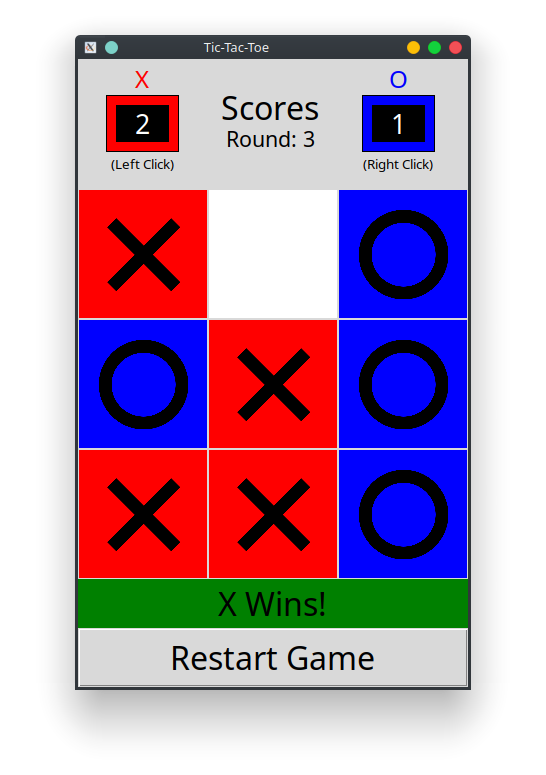 Tic-Tac-Toe
X
O
2
Scores
1
Round: 3
(Left Click)
(Right Click)
X
O
O
X
O
X
X
O
X Wins!
Restart Game